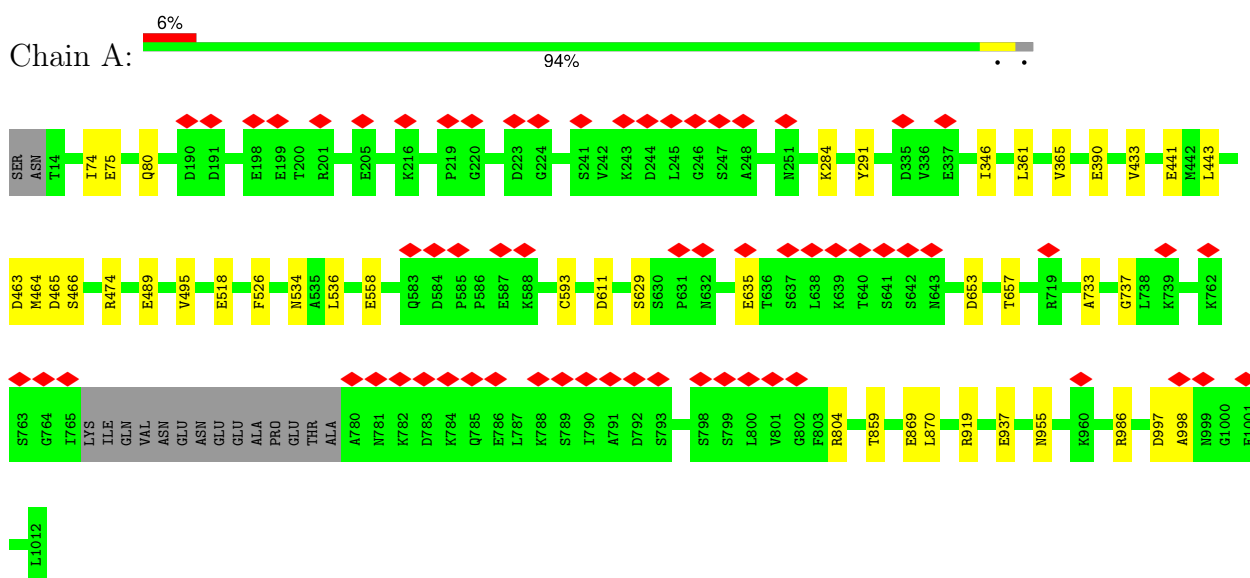 6%
Chain A:
94%
• •
SER ASN T14 I74 E75 Q80 D190 D191 E198 E199 T200 R201 E205 K216 P219 G220 D223 G224 S241 V242 K243 D244 L245 G246 S247 A248 N251 K284 Y291 D335 V336 E337 I346 L361 V365 E390 V433 E441 M442 L443
D463 M464 D465 S466 R474 E489 V495 E518 F526 N534 A535 L536 E558 Q583 D584 P585 P586 E587 K588 C593 D611 S629 S630 P631 N632 E635 T636 S637 L638 K639 T640 S641 S642 N643 D653 T657 R719 A733 G737 L738 K739 K762
S763 G764 I765 LYS ILE GLN VAL ASN GLU ASN GLU GLU ALA PRO GLU THR ALA A780 N781 K782 D783 K784 Q785 E786 L787 K788 S789 I790 A791 D792 S793 S798 S799 L800 V801 G802 F803 R804 T859 E869 L870 R919 E937 N955 K960 R986 D997 A998 N999 G1000 E1001
L1012